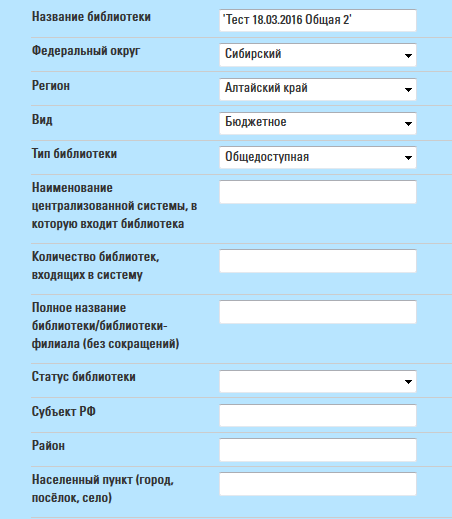 Название библиотеки 'Тест 18.03.2016 Общая 2'
Федеральный округ Сибирский
Регион Алтайский край
Вид Бюджетное
Тип библиотеки Общедоступная
Наименование
централизованной системы, в
которую входит библиотека
Количество библиотек,
входящих в систему
Полное название
библиотеки/библиотеки-
филиала (без сокращений)
Статус библиотеки
Субъект РФ
Район
Населенный пункт (город,
посёлок, село)